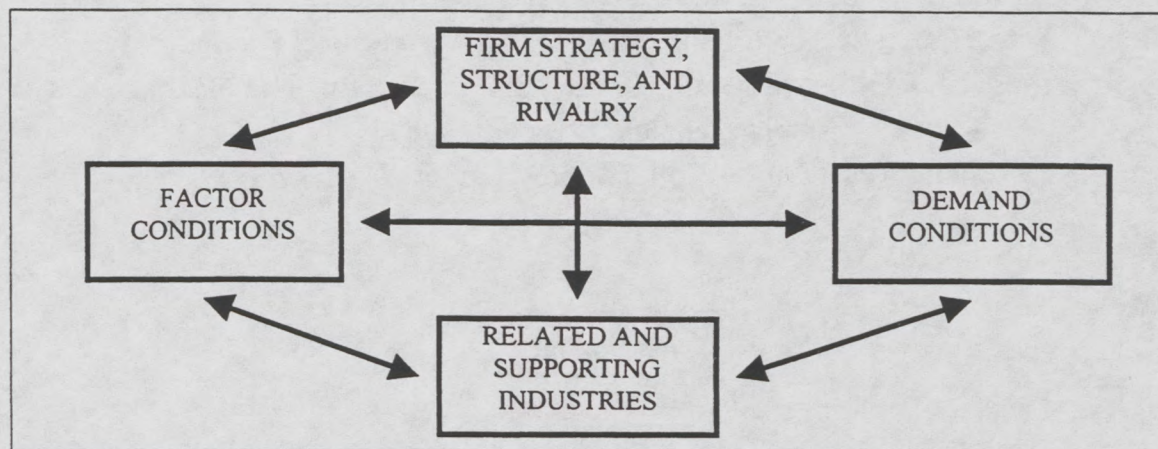 FIRM STRATEGY,
STRUCTURE, AND
RIVALRY
FACTOR
CONDITIONS
DEMAND
CONDITIONS
RELATED AND
SUPPORTING
INDUSTRIES